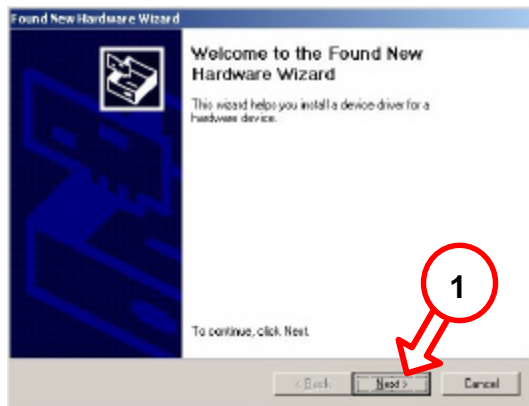 Found New Hardware Wizard
Welcome to the Found New
Hardware Wizard
This wizard helps you install a device driver for a
hardware device.
1
To continue, click Next.
< Back
Next >
Cancel